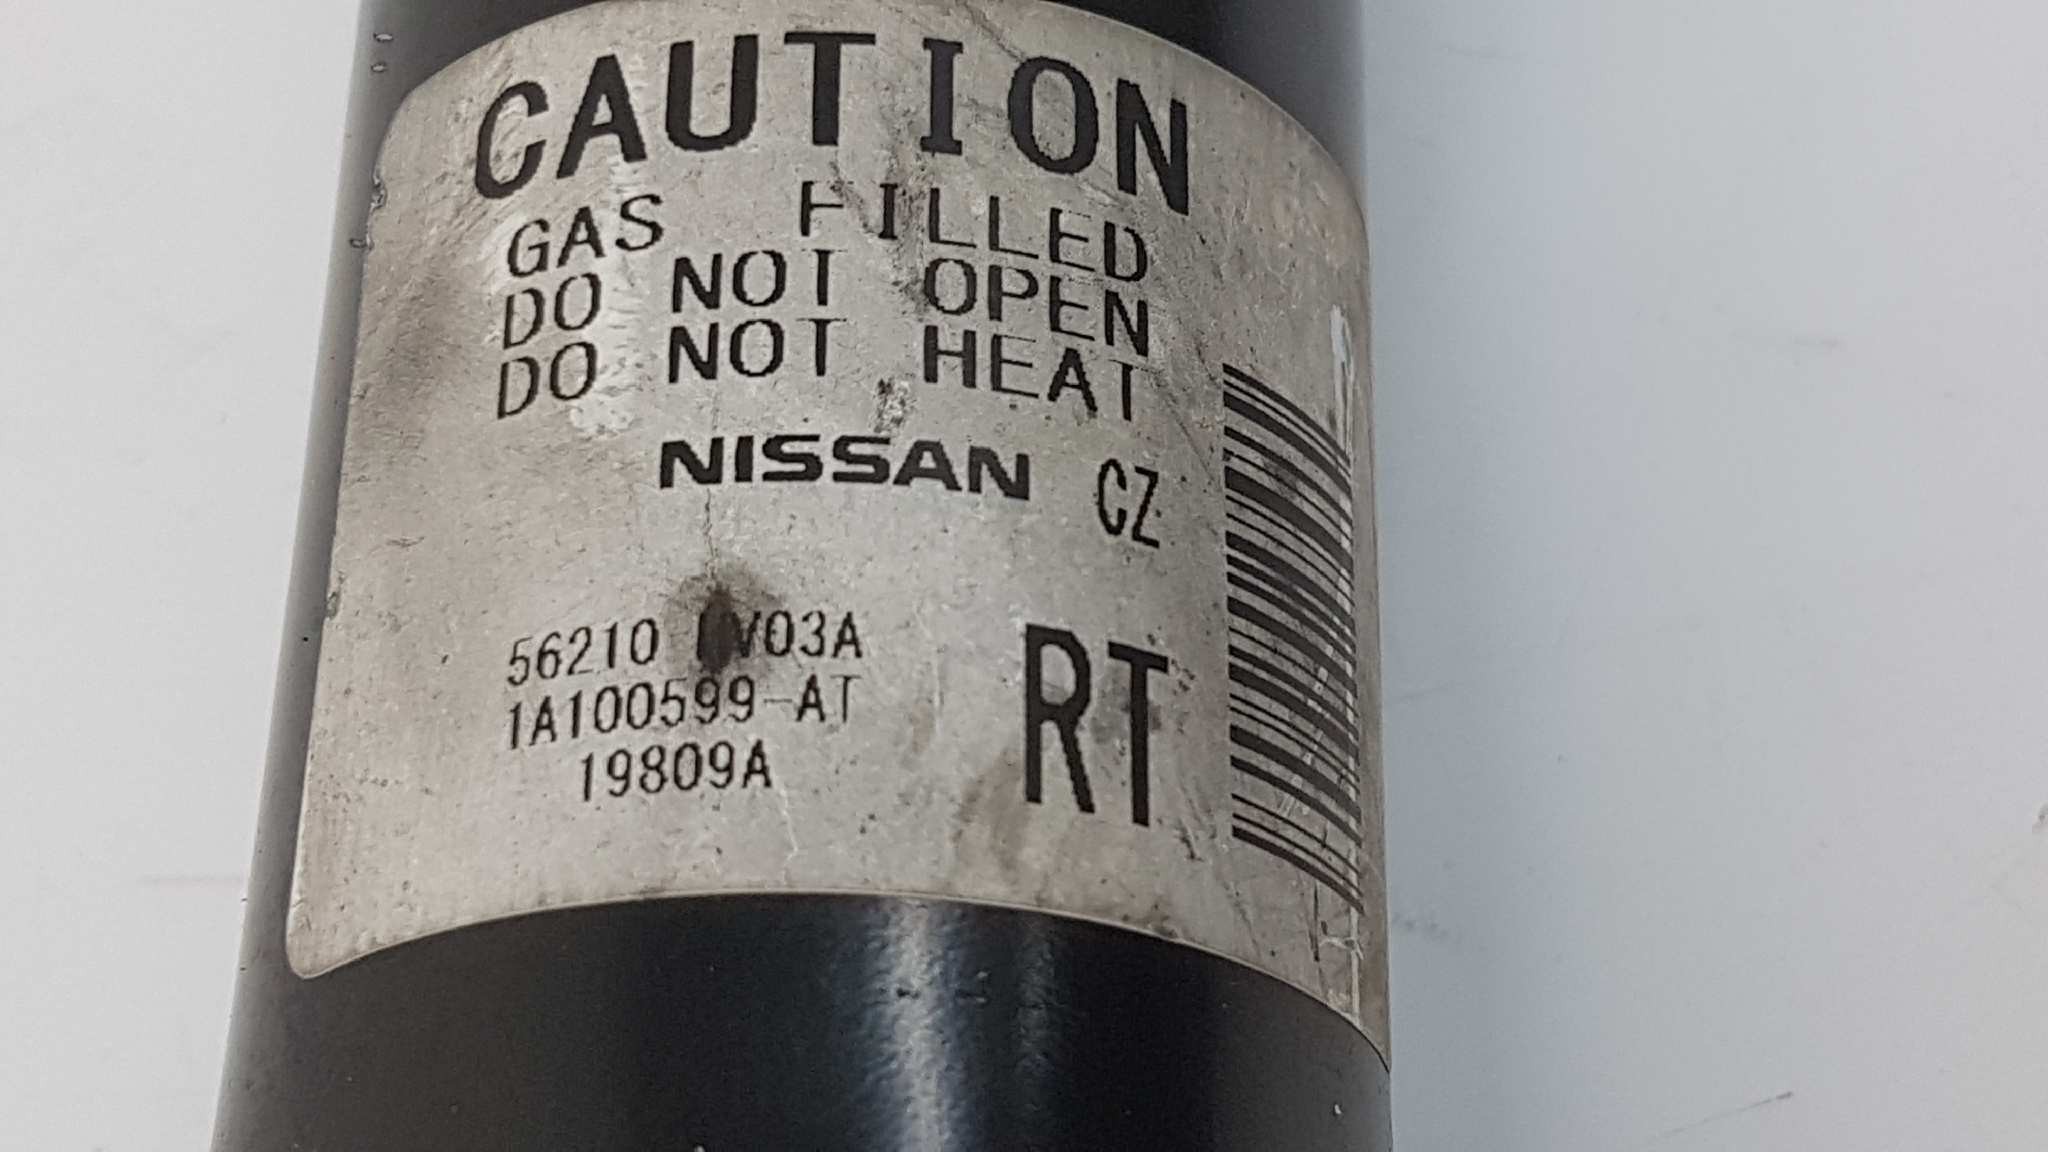 CAUTION
GAS FILLED
DO NOT OPEN
DO NOT HEAT
NISSAN CZ
56210
1A100599-AT
19809A
RT